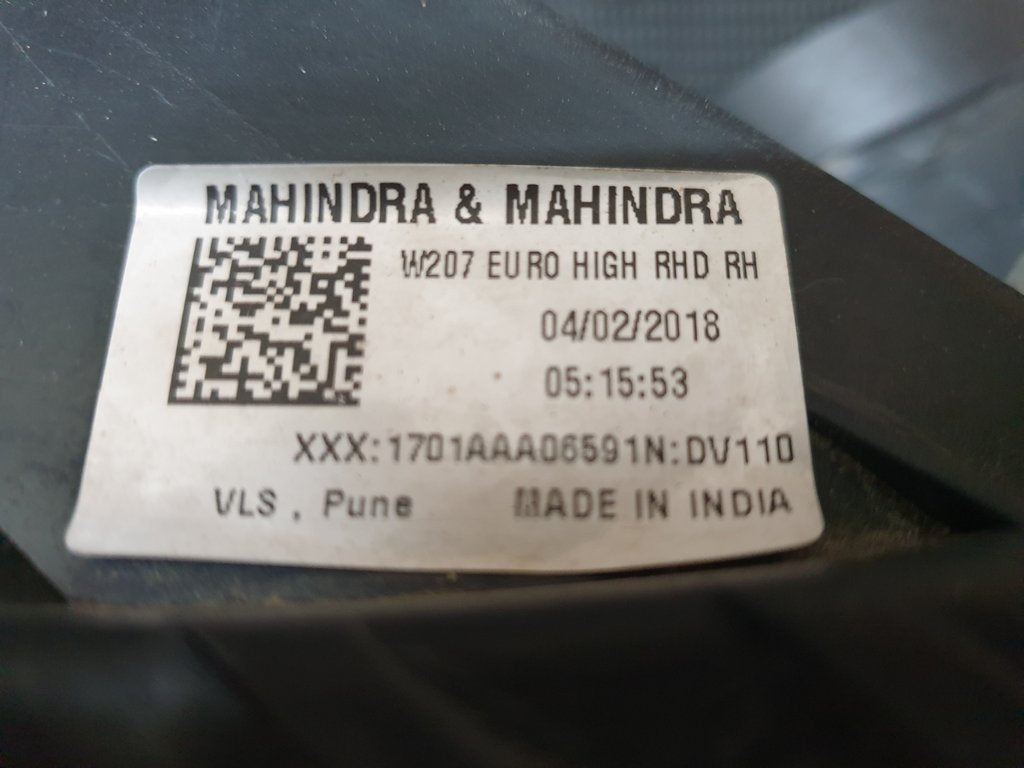 MAHINDRA & MAHINDRA
W207 EURO HIGH RHD RH
04/02/2018
05:15:53
XXX:1701AAA06591N:DV110
VLS , Pune MADE IN INDIA